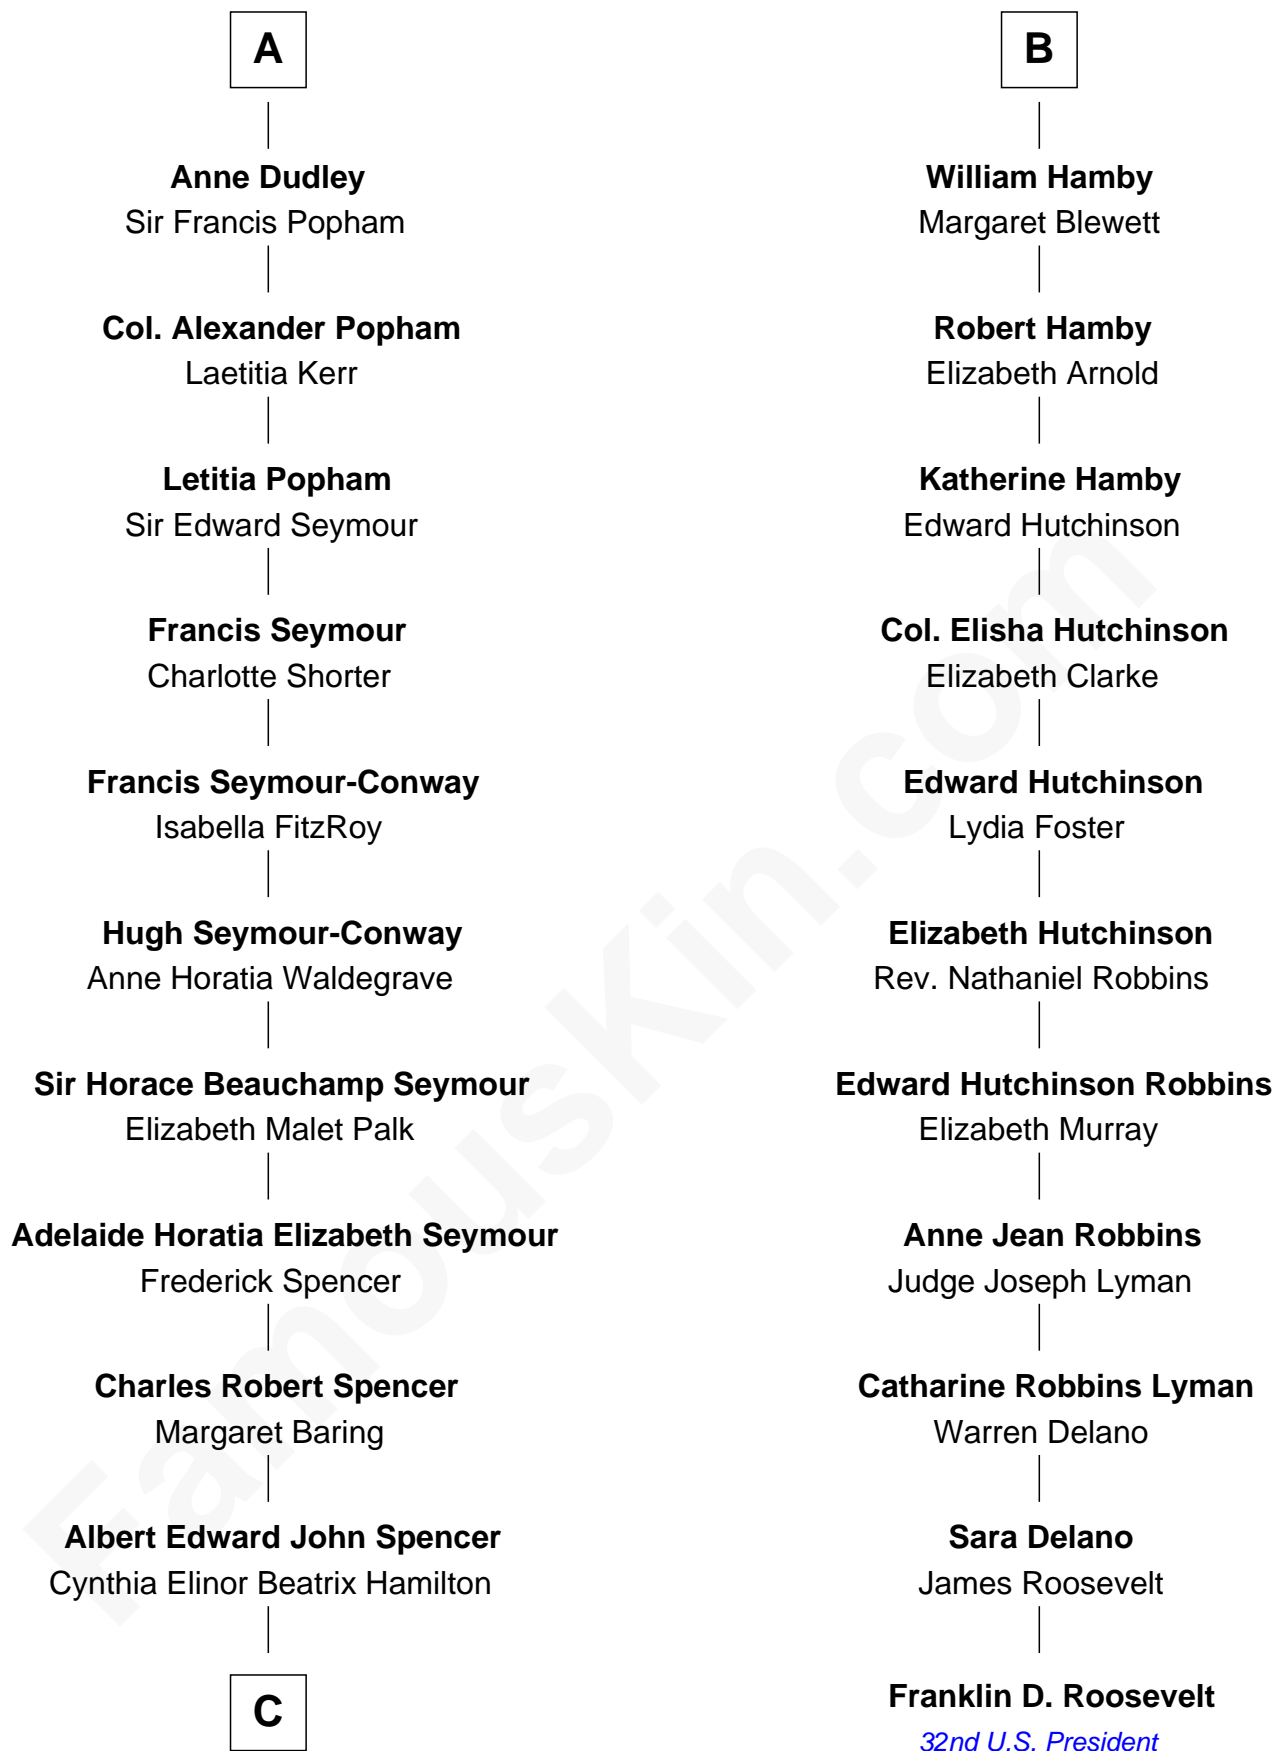 A
Anne Dudley
Sir Francis Popham
Col. Alexander Popham
Laetitia Kerr
Letitia Popham
Sir Edward Seymour
Francis Seymour
Charlotte Shorter
Francis Seymour-Conway
Isabella FitzRoy
Hugh Seymour-Conway
Anne Horatia Waldegrave
Sir Horace Beauchamp Seymour
Elizabeth Malet Palk
Adelaide Horatia Elizabeth Seymour
Frederick Spencer
Charles Robert Spencer
Margaret Baring
Albert Edward John Spencer
Cynthia Elinor Beatrix Hamilton
C
B
William Hamby
Margaret Blewett
Robert Hamby
Elizabeth Arnold
Katherine Hamby
Edward Hutchinson
Col. Elisha Hutchinson
Elizabeth Clarke
Edward Hutchinson
Lydia Foster
Elizabeth Hutchinson
Rev. Nathaniel Robbins
Edward Hutchinson Robbins
Elizabeth Murray
Anne Jean Robbins
Judge Joseph Lyman
Catharine Robbins Lyman
Warren Delano
Sara Delano
James Roosevelt
Franklin D. Roosevelt
32nd U.S. President
FamousKin.com